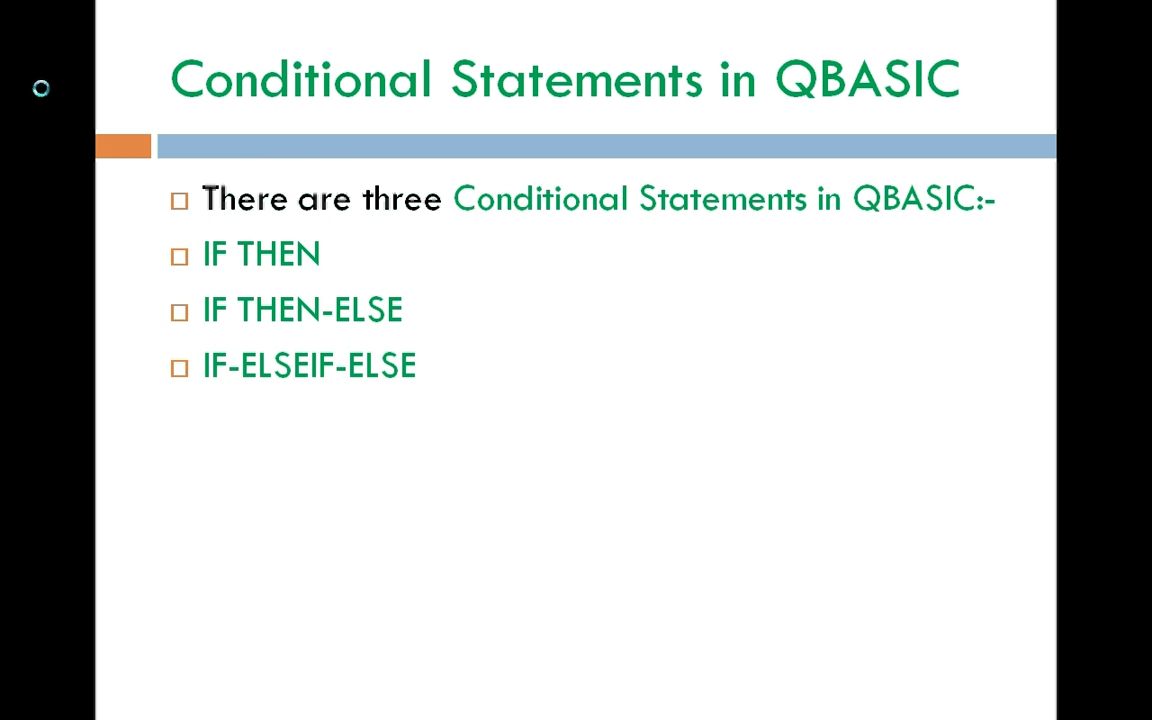 Conditional Statements in QBASIC
There are three Conditional Statements in QBASIC:-
IF THEN
IF THEN-ELSE
IF-ELSEIF-ELSE